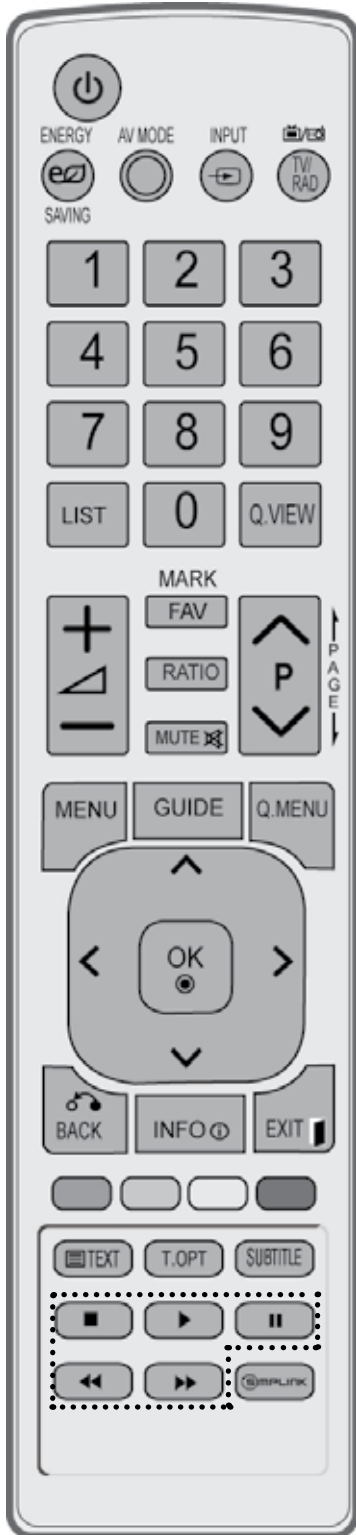 ENERGY AV MODE INPUT
TV/
RAD
SAVING
1 2 3
4 5 6
7 8 9
LIST 0 Q.VIEW
MARK
FAV
RATIO
P
PAGE
MUTE
MENU GUIDE Q.MENU
OK
BACK INFO EXIT
TEXT T.OPT SUBTITLE
SIMPLINK